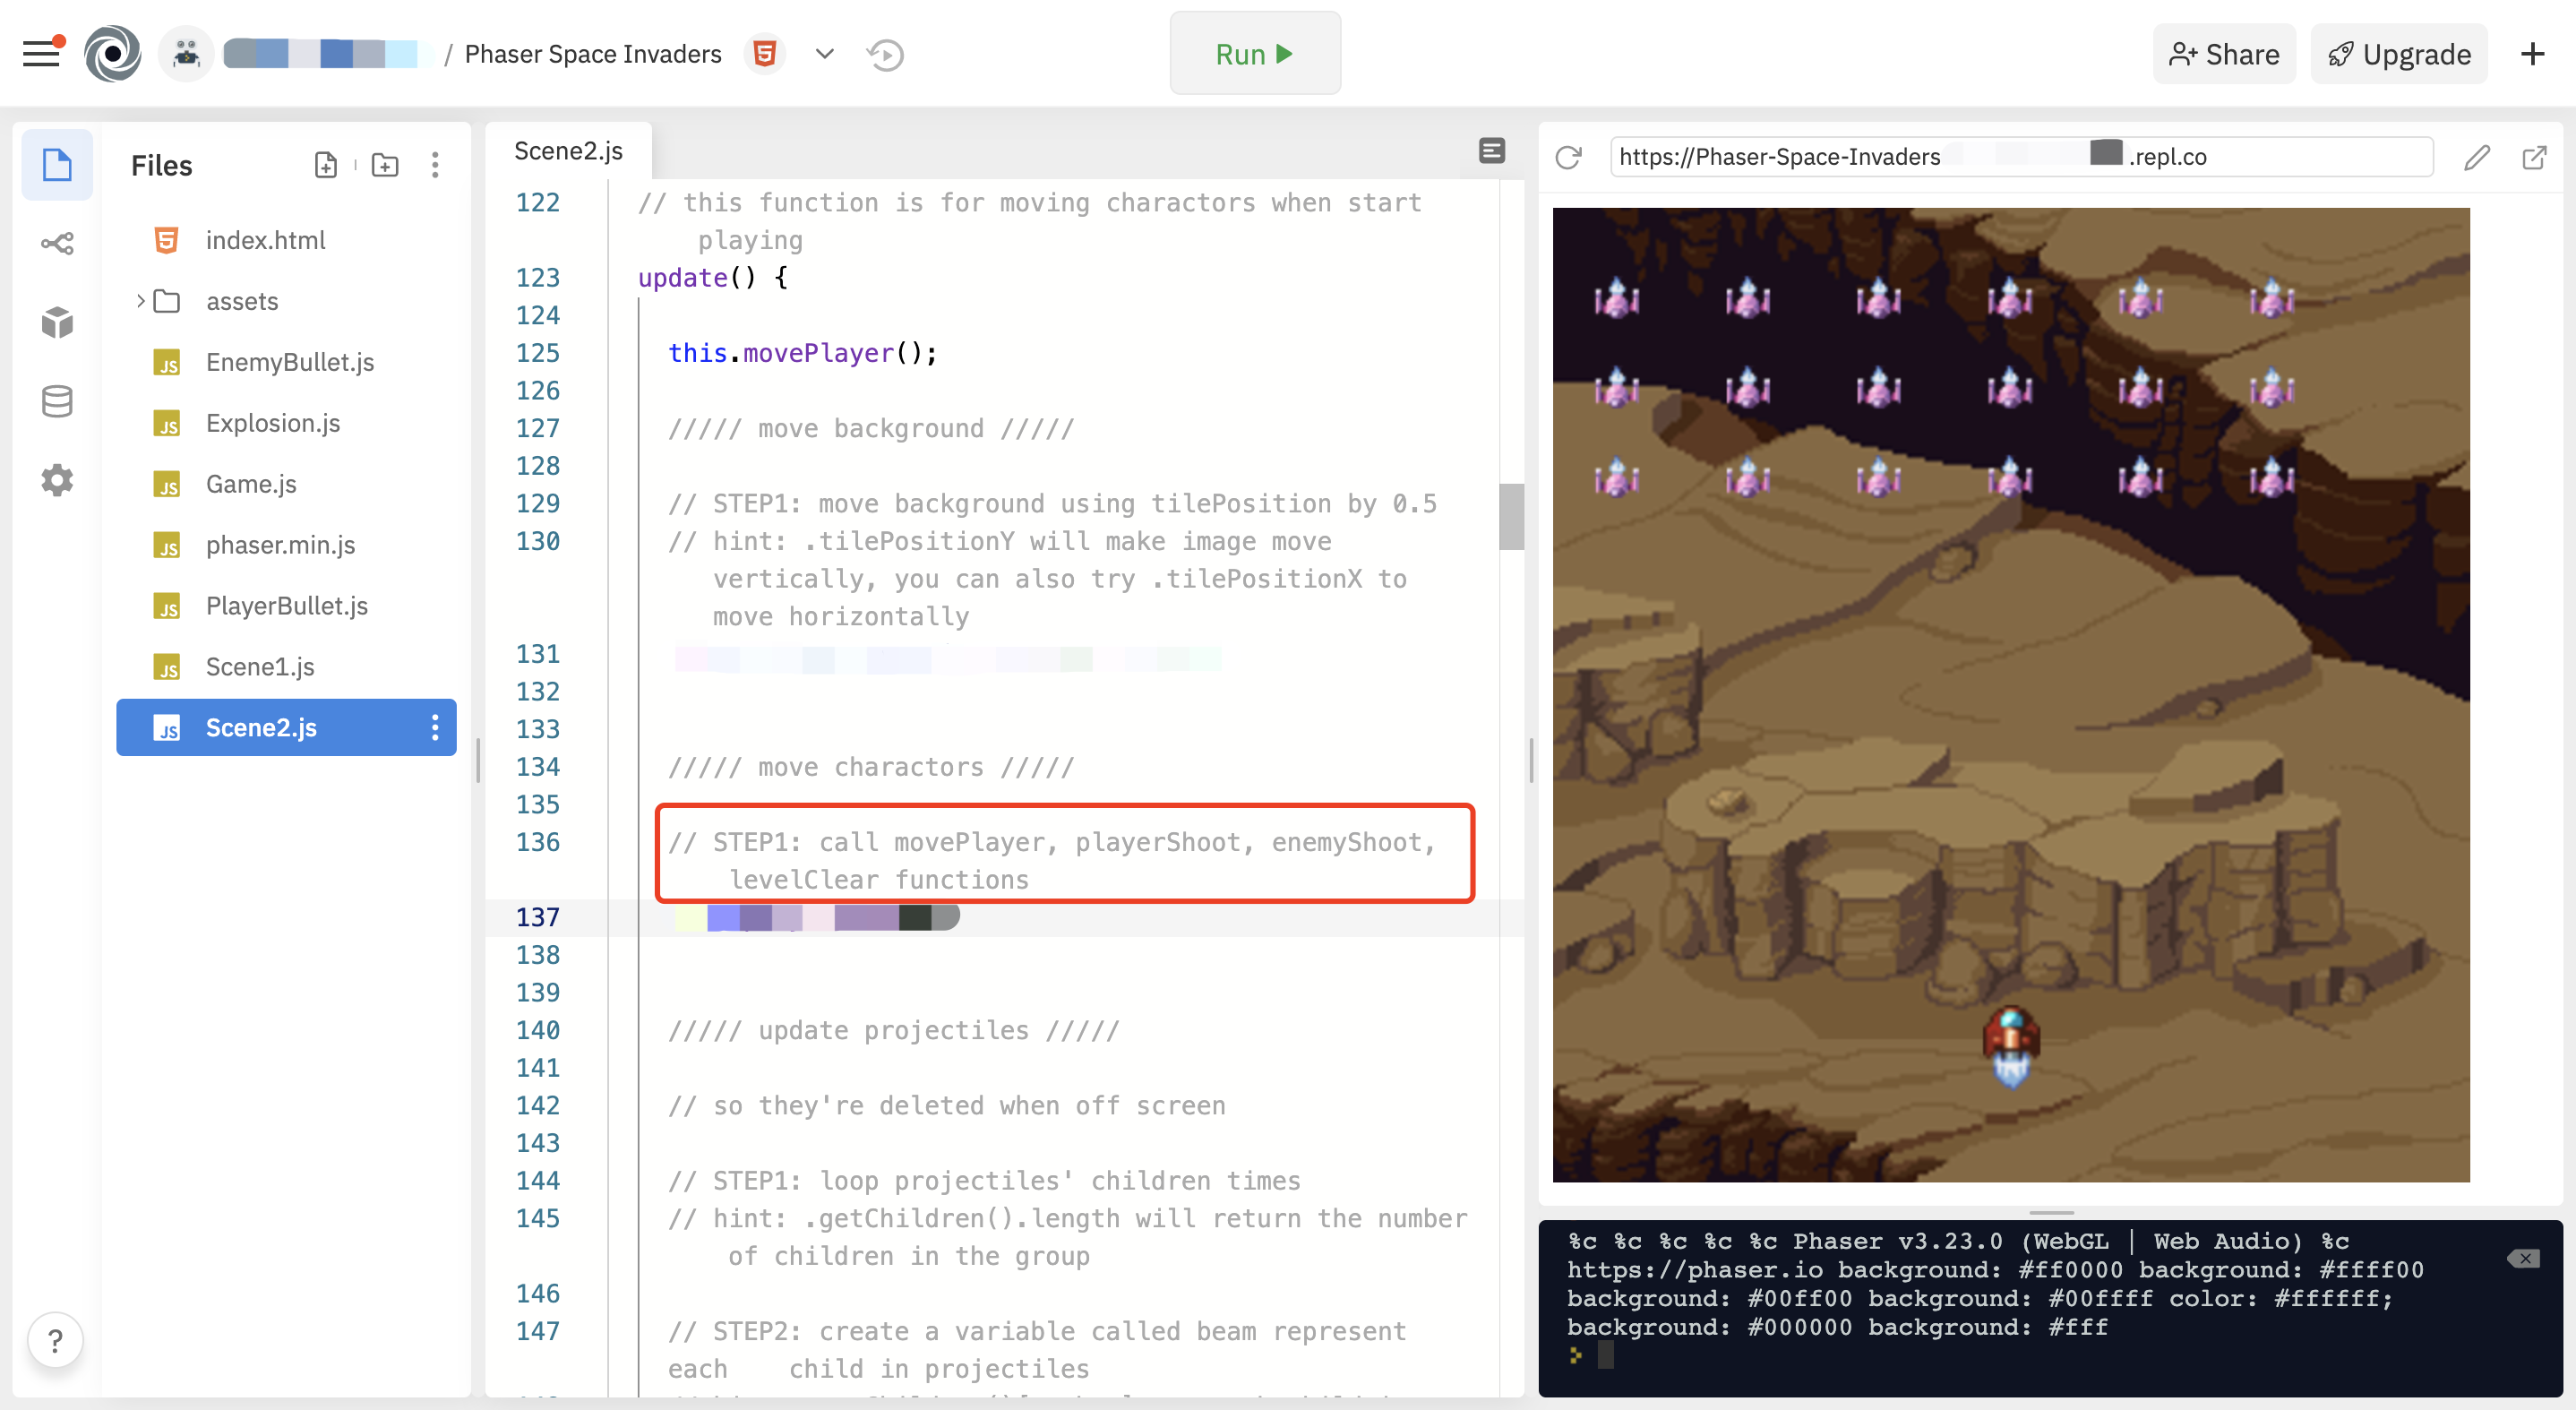 / Phaser Space Invaders
Run
Share
Upgrade
Files
index.html
assets
EnemyBullet.js
Explosion.js
Game.js
phaser.min.js
PlayerBullet.js
Scene1.js
Scene2.js
?
Scene2.js
122 // this function is for moving charactors when start
playing
123 update() {
124
125 this.movePlayer();
126
127 ///// move background /////
128
129 // STEP1: move background using tilePosition by 0.5
130 // hint: .tilePositionY will make image move
vertically, you can also try .tilePositionX to
move horizontally
131
132
133
134 ///// move charactors /////
135
136 // STEP1: call movePlayer, playerShoot, enemyShoot,
levelClear functions
137
138
139
140 ///// update projectiles /////
141
142 // so they're deleted when off screen
143
144 // STEP1: loop projectiles' children times
145 // hint: .getChildren().length will return the number
of children in the group
146
147 // STEP2: create a variable called beam represent
each child in projectiles
https://Phaser-Space-Invaders .repl.co
%c %c %c %c %c Phaser v3.23.0 (WebGL | Web Audio) %c
https://phaser.io background: #ff0000 background: #ffff00
background: #00ff00 background: #00ffff color: #ffffff;
background: #000000 background: #fff